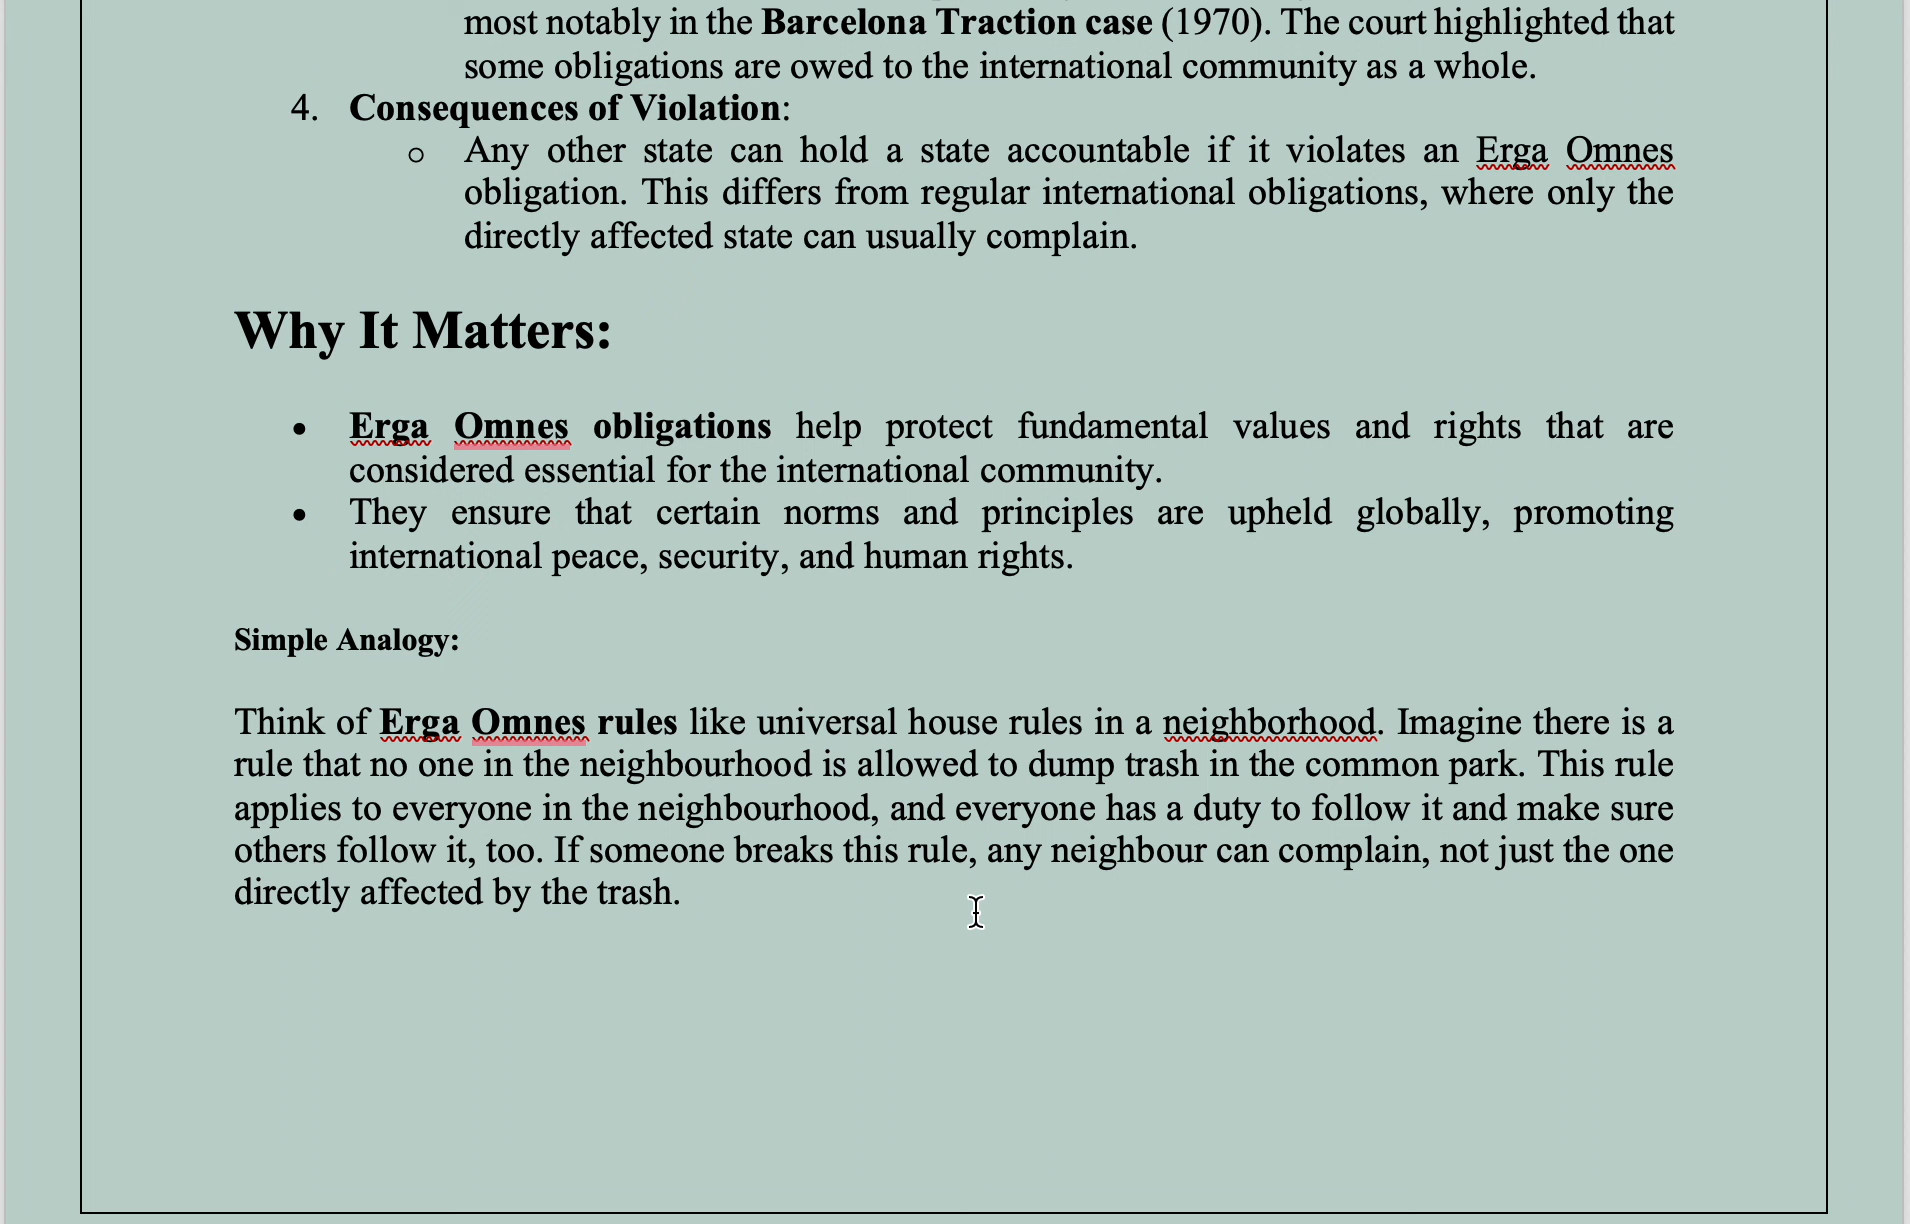 most notably in the Barcelona Traction case (1970). The court highlighted that
some obligations are owed to the international community as a whole.
4. Consequences of Violation:
o Any other state can hold a state accountable if it violates an Erga Omnes
obligation. This differs from regular international obligations, where only the
directly affected state can usually complain.
Why It Matters:
• Erga Omnes obligations help protect fundamental values and rights that are
considered essential for the international community.
• They ensure that certain norms and principles are upheld globally, promoting
international peace, security, and human rights.
Simple Analogy:
Think of Erga Omnes rules like universal house rules in a neighborhood. Imagine there is a
rule that no one in the neighbourhood is allowed to dump trash in the common park. This rule
applies to everyone in the neighbourhood, and everyone has a duty to follow it and make sure
others follow it, too. If someone breaks this rule, any neighbour can complain, not just the one
directly affected by the trash.